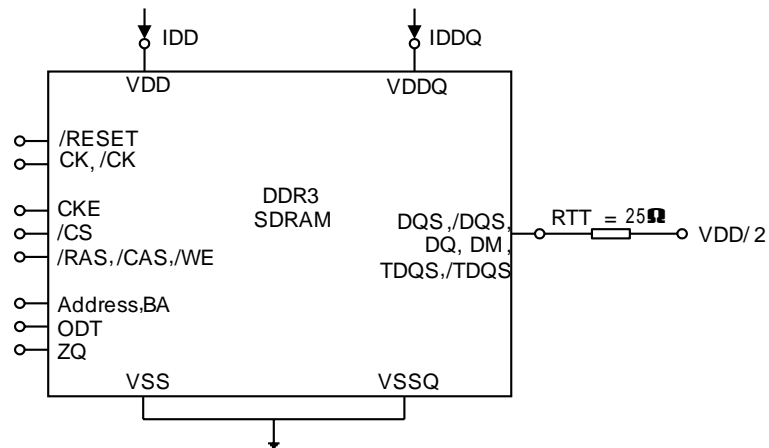 IDD
IDDQ
VDD
VDDQ
/RESET
CK, /CK
DDR3
SDRAM
CKE
/CS
/RAS,/CAS,/WE
DQS,/DQS,
DQ, DM,
TDQS,/TDQS
RTT = 25Ω
VDD/2
Address,BA
ODT
ZQ
VSS
VSSQ